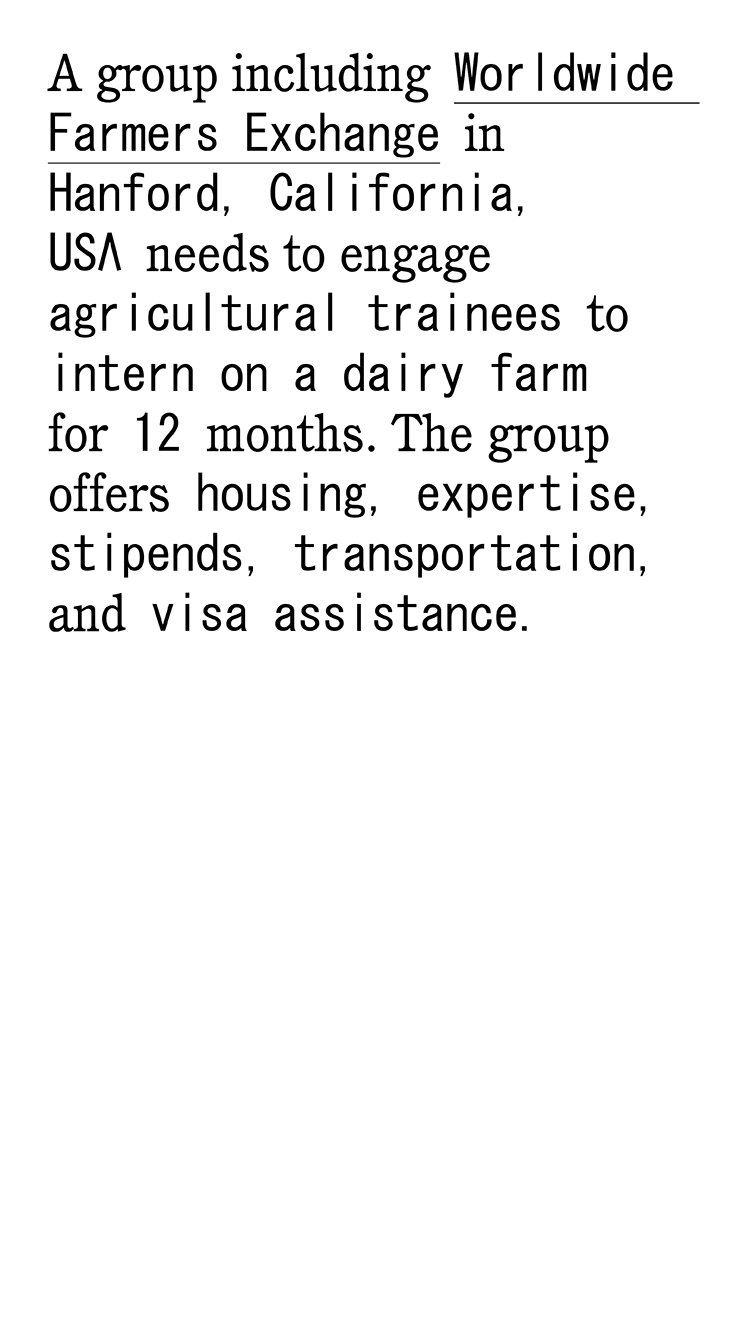 A group including Worldwide
Farmers Exchange in
Hanford, California,
USA needs to engage
agricultural trainees to
intern on a dairy farm
for 12 months. The group
offers housing, expertise,
stipends, transportation,
and visa assistance.